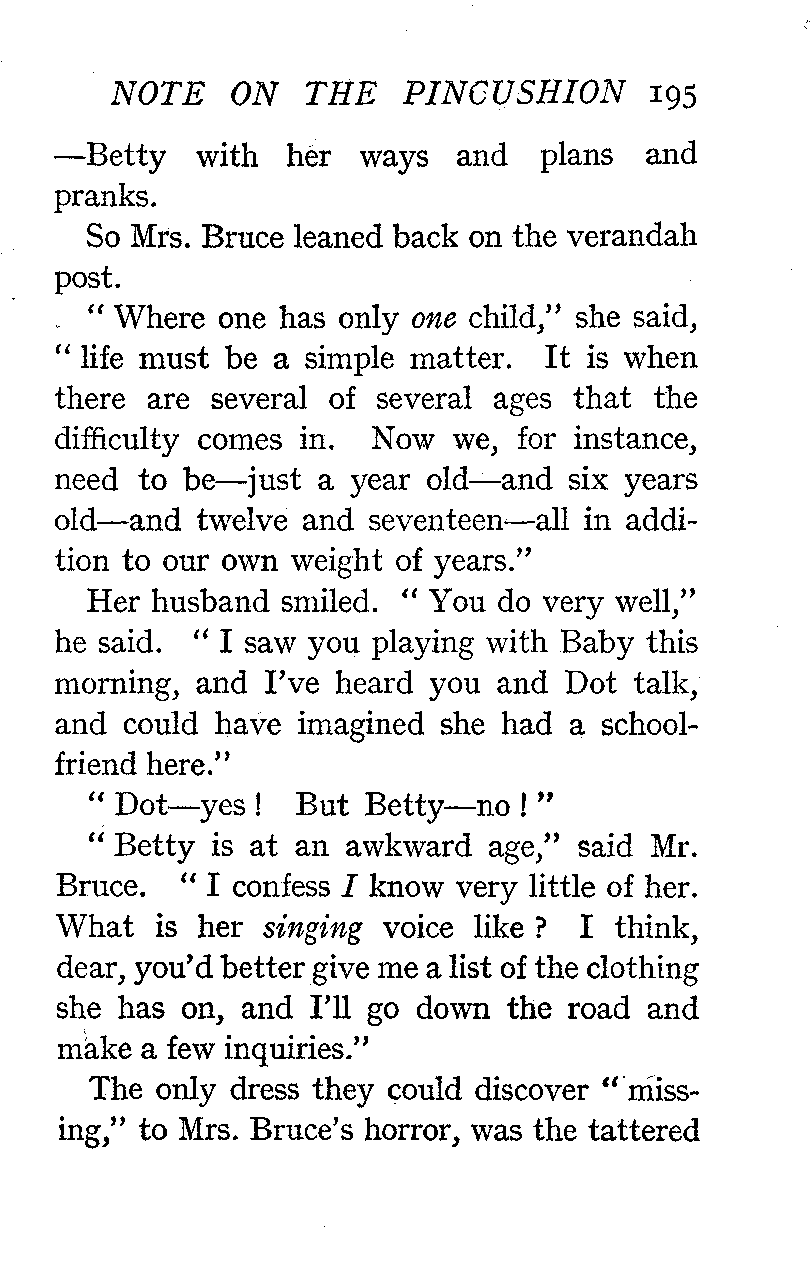 NOTE ON THE PINCUSHION 195
—Betty with her ways and plans and
pranks.
So Mrs. Bruce leaned back on the verandah
post.
“ Where one has only one child,” she said,
“ life must be a simple matter. It is when
there are several of several ages that the
difficulty comes in. Now we, for instance,
need to be—just a year old—and six years
old—and twelve and seventeen—all in addi-
tion to our own weight of years.”
Her husband smiled. “ You do very well,”
he said. “ I saw you playing with Baby this
morning, and I’ve heard you and Dot talk,
and could have imagined she had a school-
friend here.”
“ Dot—yes ! But Betty—no ! ”
“ Betty is at an awkward age,” said Mr.
Bruce. “ I confess I know very little of her.
What is her singing voice like ? I think,
dear, you’d better give me a list of the clothing
she has on, and I’ll go down the road and
make a few inquiries.”
The only dress they could discover “ miss-
ing,” to Mrs. Bruce’s horror, was the tattered